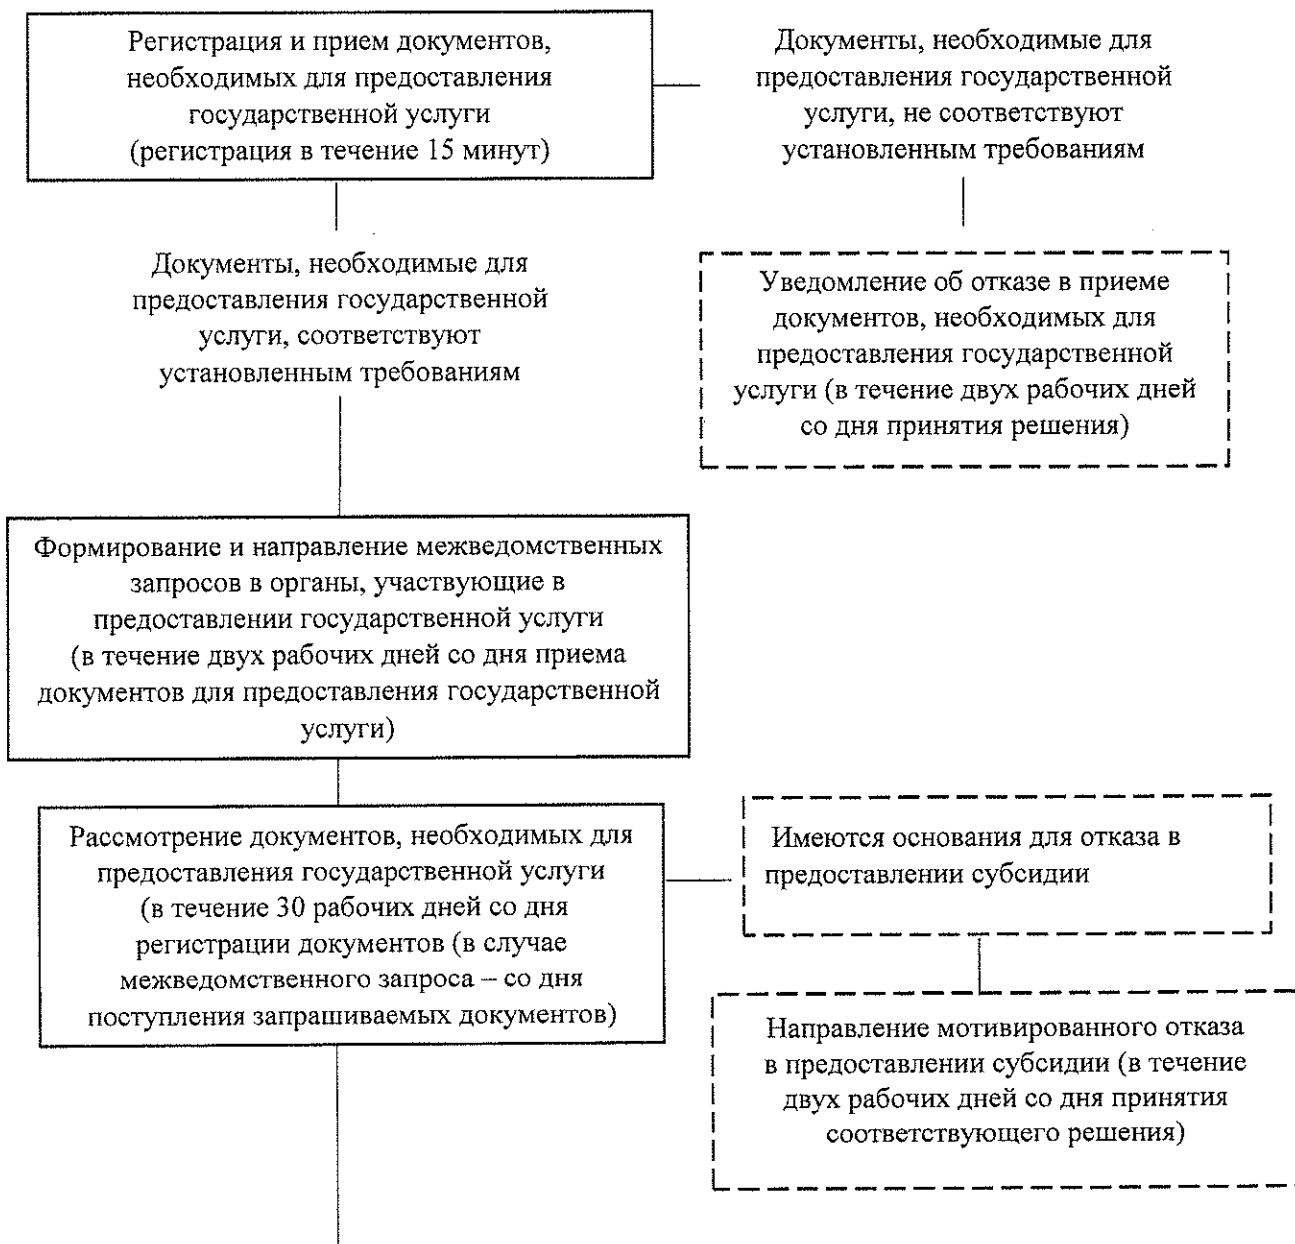 Регистрация и прием документов,
необходимых для предоставления
государственной услуги
(регистрация в течение 15 минут)
Документы, необходимые для
предоставления государственной
услуги, не соответствуют
установленным требованиям
Документы, необходимые для
предоставления государственной
услуги, соответствуют
установленным требованиям
Уведомление об отказе в приеме
документов, необходимых для
предоставления государственной
услуги (в течение двух рабочих дней
со дня принятия решения)
Формирование и направление межведомственных
запросов в органы, участвующие в
предоставлении государственной услуги
(в течение двух рабочих дней со дня приема
документов для предоставления государственной
услуги)
Рассмотрение документов, необходимых для
предоставления государственной услуги
(в течение 30 рабочих дней со дня
регистрации документов (в случае
межведомственного запроса – со дня
поступления запрашиваемых документов)
Имеются основания для отказа в
предоставлении субсидии
Направление мотивированного отказа
в предоставлении субсидии (в течение
двух рабочих дней со дня принятия
соответствующего решения)